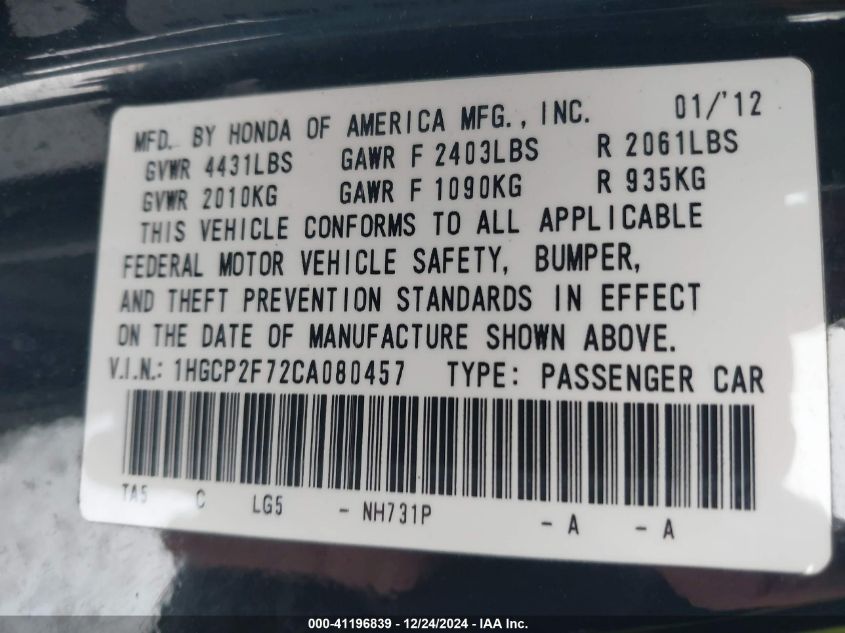 MFD. BY HONDA OF AMERICA MFG., INC. 01/'12
GVWR 4431LBS GAWR F 2403LBS R 2061LBS
GVWR 2010KG GAWR F 1090KG R 935KG
THIS VEHICLE CONFORMS TO ALL APPLICABLE
FEDERAL MOTOR VEHICLE SAFETY, BUMPER,
AND THEFT PREVENTION STANDARDS IN EFFECT
ON THE DATE OF MANUFACTURE SHOWN ABOVE.
V.I.N.: 1HGCP2F72CA080457 TYPE: PASSENGER CAR
TA5 C LG5 - NH731P - A - A
000-41196839 - 12/24/2024 - IAA Inc.